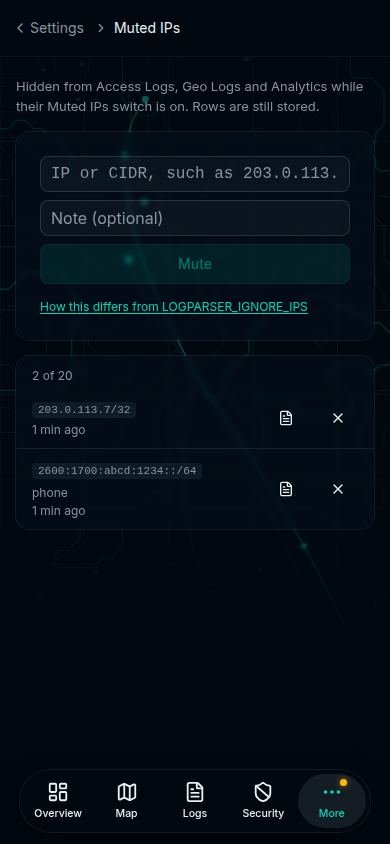 Settings
Muted IPs
Hidden from Access Logs, Geo Logs and Analytics while
their Muted IPs switch is on. Rows are still stored.
IP or CIDR, such as 203.0.113.
Note (optional)
Mute
How this differs from LOGPARSER_IGNORE_IPS
2 of 20
203.0.113.7/32
1 min ago
2600:1700:abcd:1234::/64
phone
1 min ago
Overview
Map
Logs
Security
More